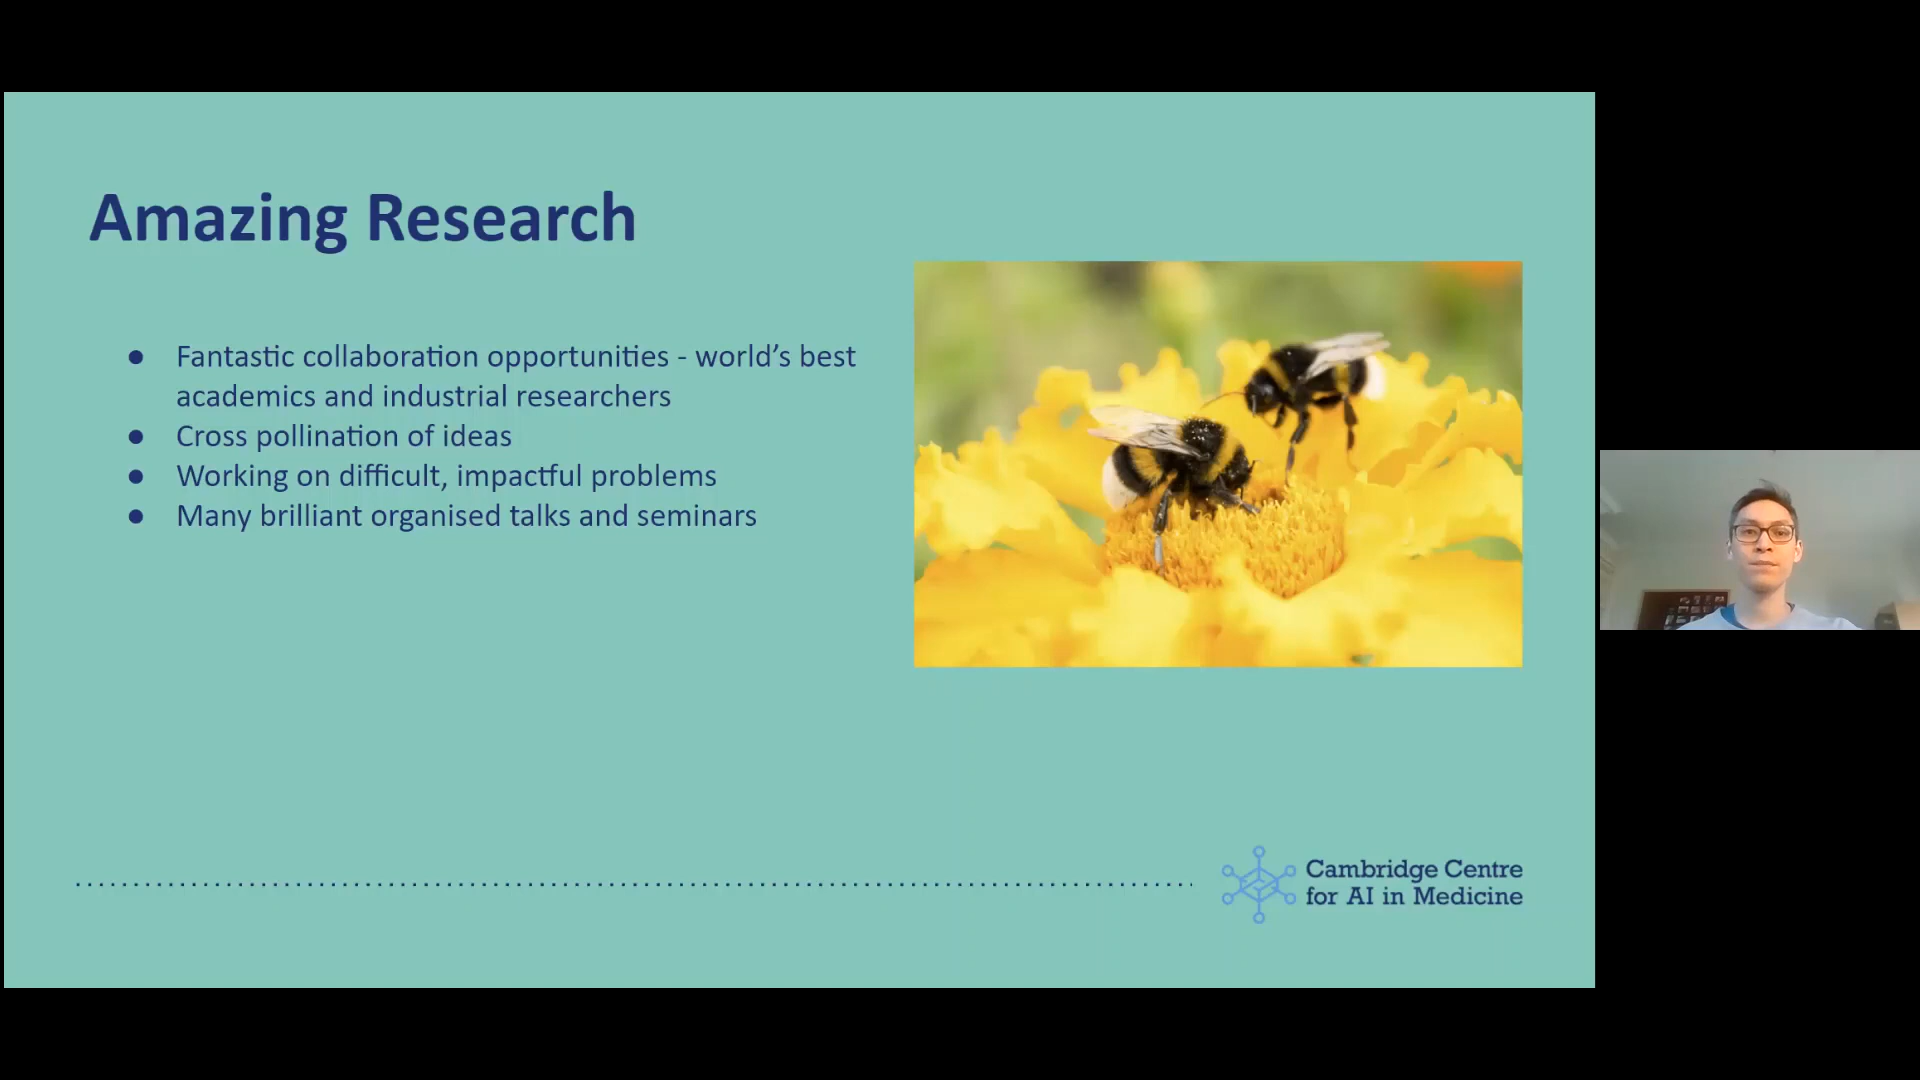 Amazing Research
● Fantastic collaboration opportunities - world’s best
academics and industrial researchers
● Cross pollination of ideas
● Working on difficult, impactful problems
● Many brilliant organised talks and seminars
Cambridge Centre
for AI in Medicine